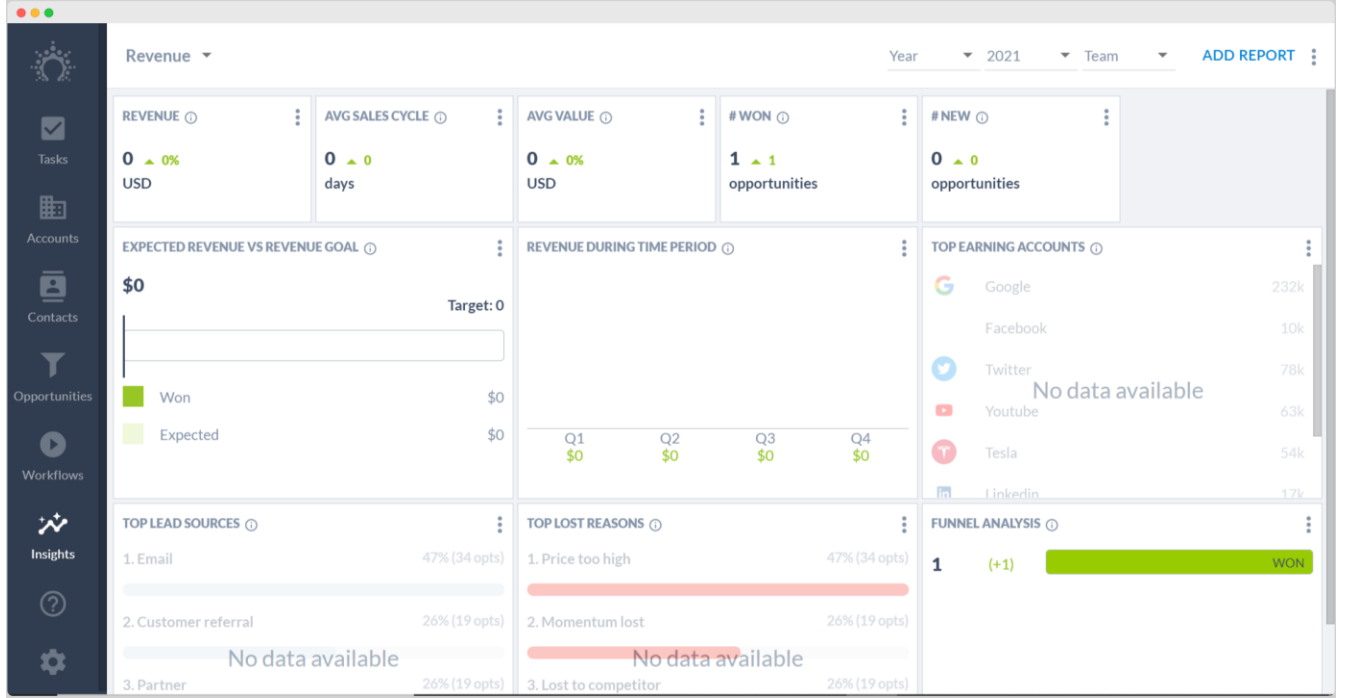 Revenue
Year 2021 Team ADD REPORT
REVENUE
0 0%
USD
AVG SALES CYCLE
0 0
days
AVG VALUE
0 0%
USD
# WON
1 1
opportunities
# NEW
0 0
opportunities
Tasks
Accounts
Contacts
Opportunities
Workflows
Insights
EXPECTED REVENUE VS REVENUE GOAL
$0
Target: 0
Won $0
Expected $0
REVENUE DURING TIME PERIOD
Q1 Q2 Q3 Q4
$0 $0 $0 $0
TOP EARNING ACCOUNTS
Google 232k
Facebook 10k
Twitter 78k
No data available
Youtube 63k
Tesla 54k
Linkedin 17k
TOP LEAD SOURCES
1. Email 47% (34 opts)
2. Customer referral 26% (19 opts)
No data available
3. Partner 26% (19 opts)
TOP LOST REASONS
1. Price too high 47% (34 opts)
2. Momentum lost 26% (19 opts)
No data available
3. Lost to competitor 26% (19 opts)
FUNNEL ANALYSIS
1 (+1) WON